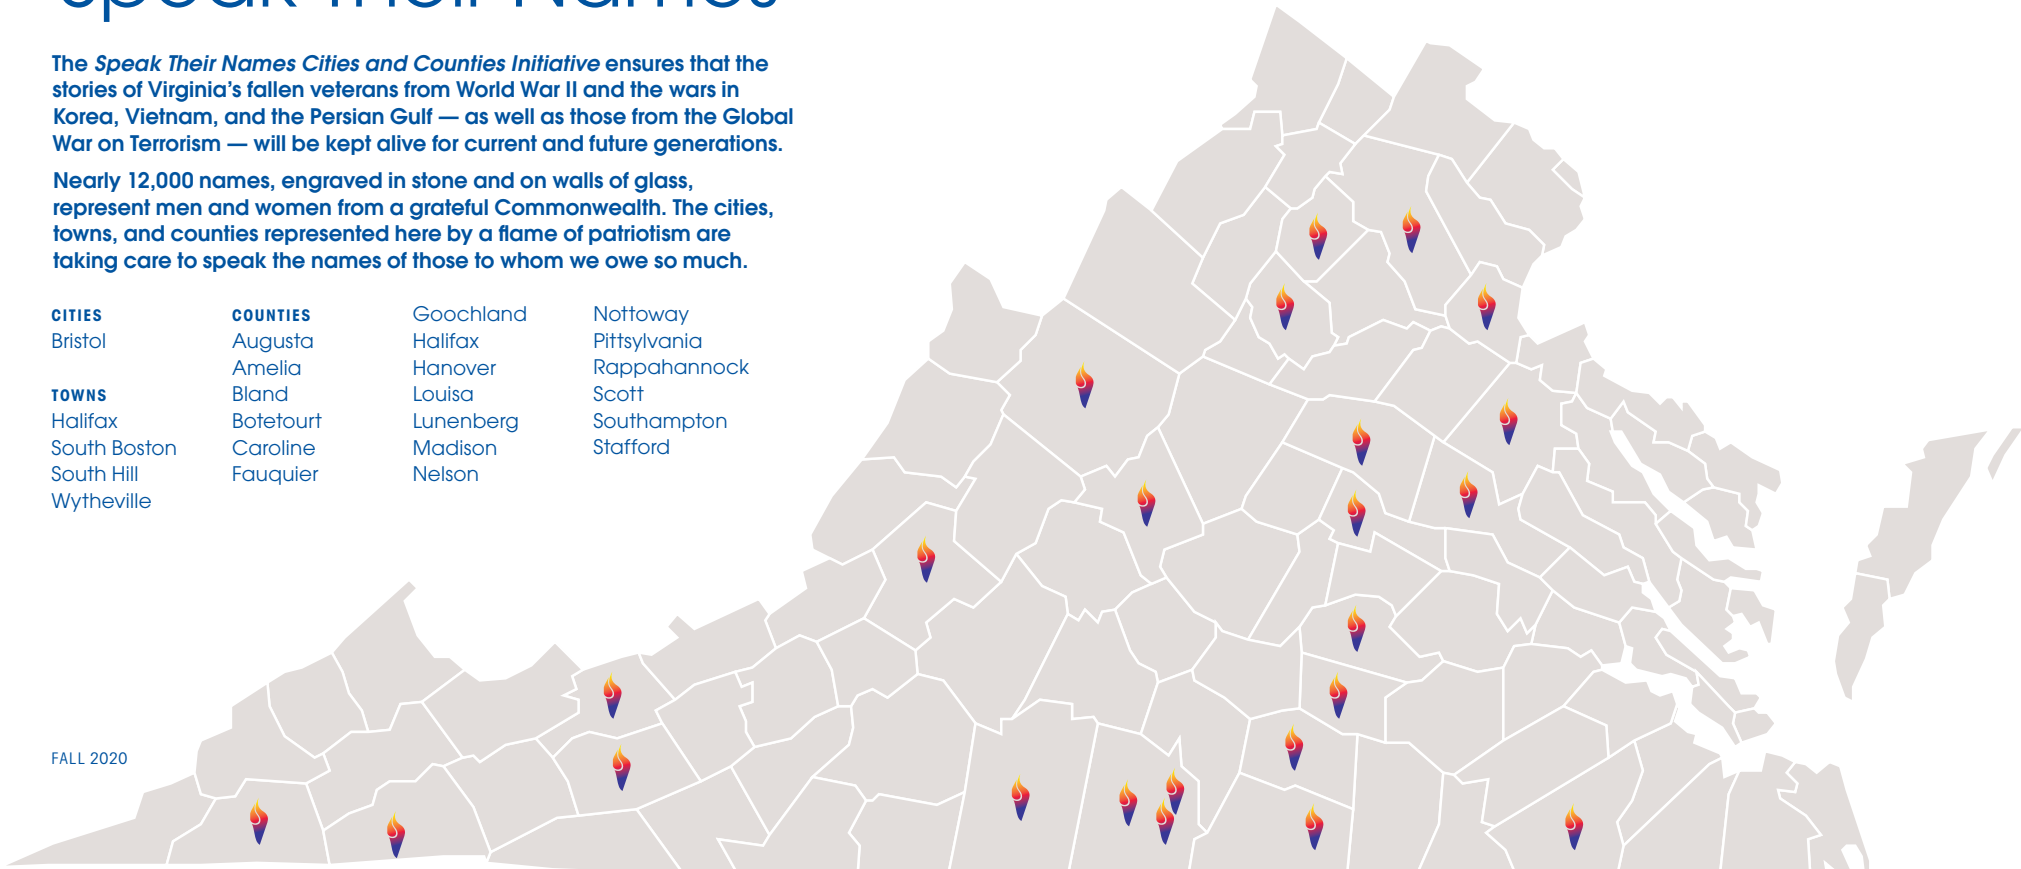 Speak Their Names
The Speak Their Names Cities and Counties Initiative ensures that the
stories of Virginia’s fallen veterans from World War II and the wars in
Korea, Vietnam, and the Persian Gulf — as well as those from the Global
War on Terrorism — will be kept alive for current and future generations.
Nearly 12,000 names, engraved in stone and on walls of glass,
represent men and women from a grateful Commonwealth. The cities,
towns, and counties represented here by a flame of patriotism are
taking care to speak the names of those to whom we owe so much.
CITIES
Bristol
TOWNS
Halifax
South Boston
South Hill
Wytheville
COUNTIES
Augusta
Amelia
Bland
Botetourt
Caroline
Fauquier
Goochland
Halifax
Hanover
Louisa
Lunenberg
Madison
Nelson
Nottoway
Pittsylvania
Rappahannock
Scott
Southampton
Stafford
FALL 2020